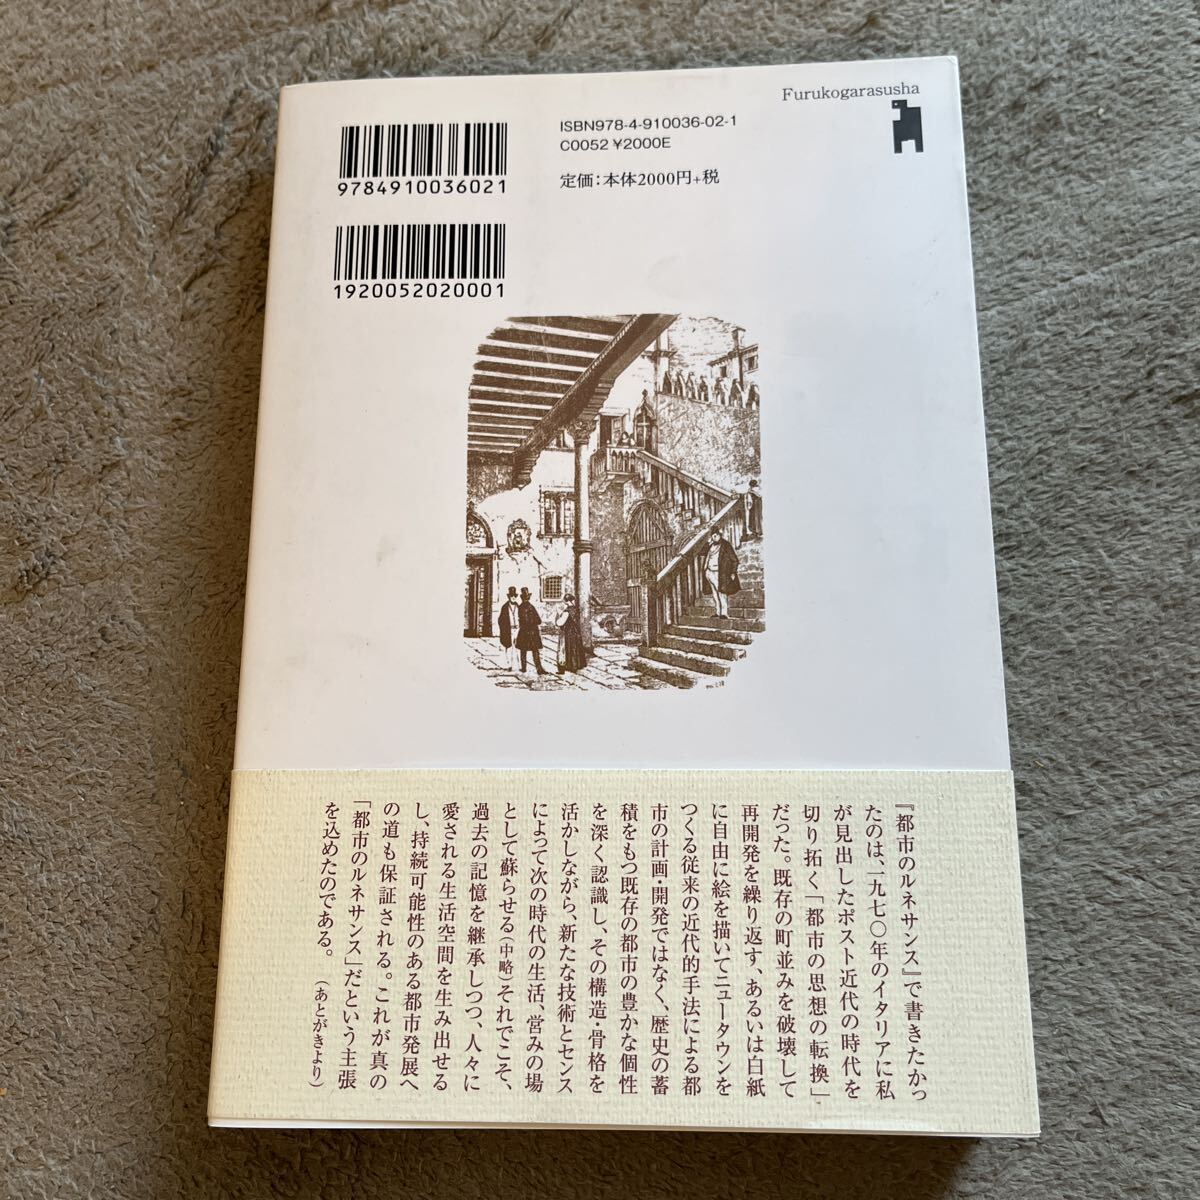 Furukogarasusha
ISBN978-4-910036-02-1
C0052 ¥2000E
定価:本体2000円+税
9784910036021
1920052020001
『都市のルネサンス』で書きたかっ
たのは、一九七〇年のイタリアに私
が見出したポスト近代の時代を
切り拓く「都市の思想の転換」
だった。既存の町並みを破壊して
再開発を繰り返す、あるいは白紙
に自由に絵を描いてニュータウンを
つくる従来の近代的手法による都
市の計画・開発ではなく、歴史の蓄
積をもつ既存の都市の豊かな個性
を深く認識し、その構造・骨格を
活かしながら、新たな技術とセンス
によって次の時代の生活、営みの場
として蘇らせる(中略)それでこそ、
過去の記憶を継承しつつ、人々に
愛される生活空間を生み出せる
し、持続可能性のある都市発展へ
の道も保証される。これが真の
「都市のルネサンス」だという主張
を込めたのである。
(あとがきより)